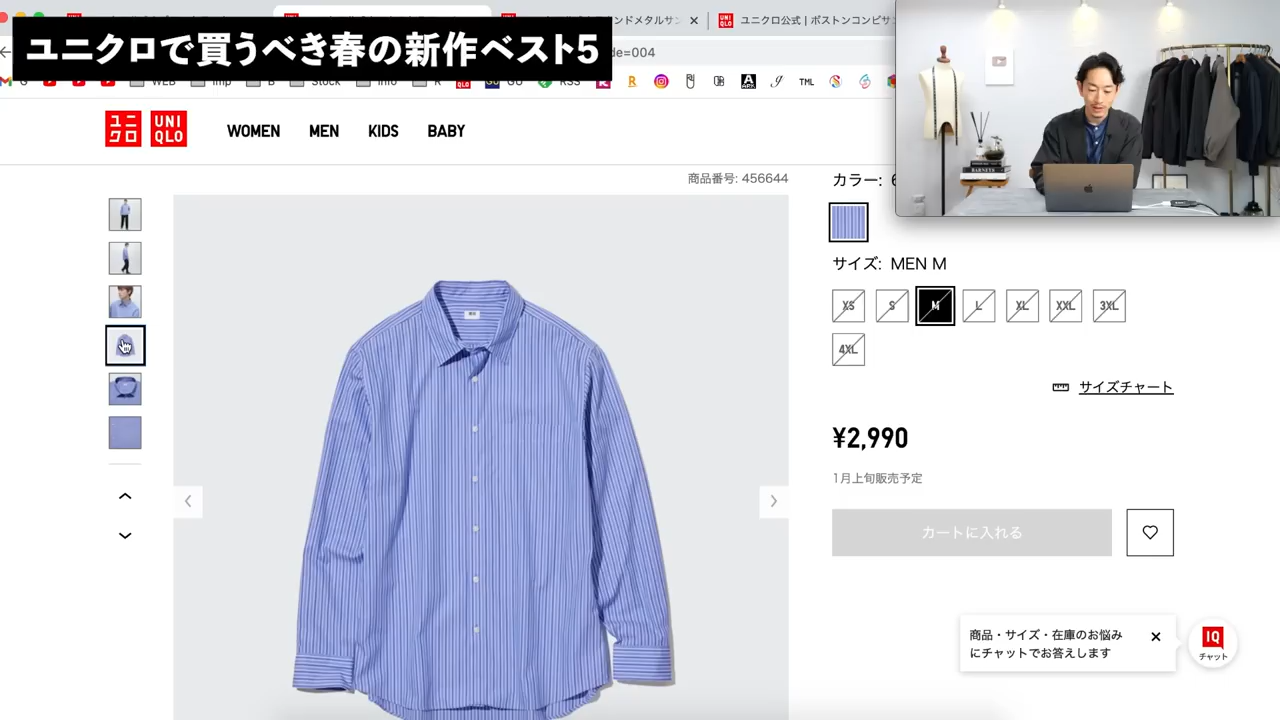 ユニクロで買うべき春の新作ベスト5
ンドメタルサン
ユニクロ公式 | ボストンコンビサン
de=004
G
WEB
Imp
B
Stock
R
GU
RSS
TML
ユニクロ
UNIQLO
WOMEN
MEN
KIDS
BABY
商品番号: 456644
カラー: 6
サイズ: MEN M
XS
S
M
L
XL
XXL
3XL
4XL
サイズチャート
¥2,990
1月上旬販売予定
カートに入れる
商品・サイズ・在庫のお悩み
にチャットでお答えします
IQ
チャット